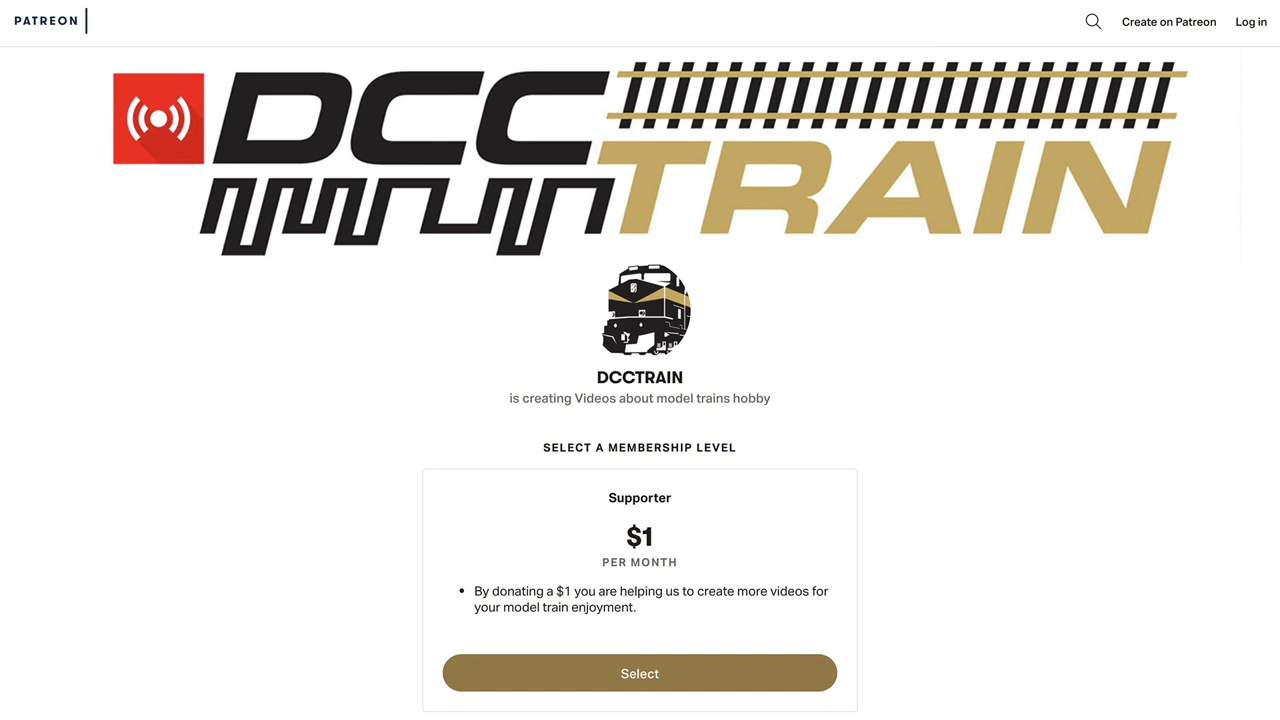 PATREON
Create on Patreon
Log in
DCC
TRAIN
DCCTRAIN
is creating Videos about model trains hobby
SELECT A MEMBERSHIP LEVEL
Supporter
$1
PER MONTH
• By donating a $1 you are helping us to create more videos for
your model train enjoyment.
Select